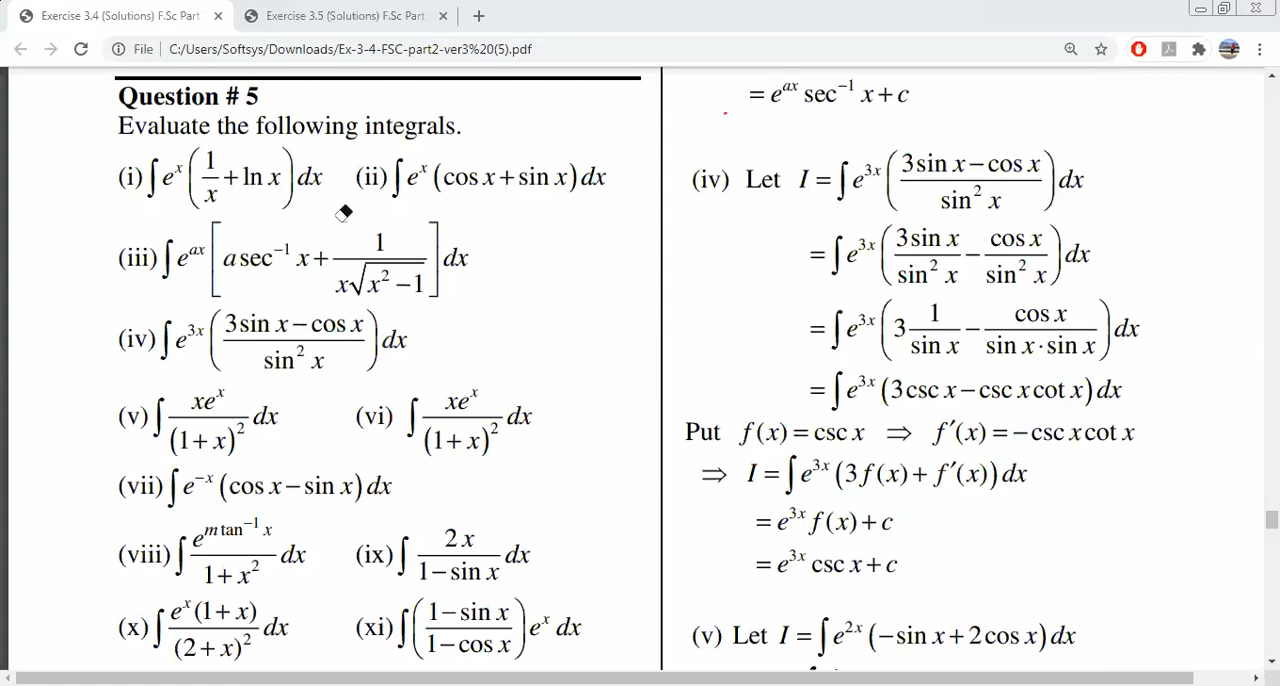 Exercise 3.4 (Solutions) F.Sc Part
Exercise 3.5 (Solutions) F.Sc Part
File C:/Users/Softsys/Downloads/Ex-3-4-FSC-part2-ver3%20(5).pdf
Question # 5
Evaluate the following integrals.
(i) ∫ e^x (1/x + ln x) dx (ii) ∫ e^x (cos x + sin x) dx
(iii) ∫ e^{ax} [a sec^{-1} x + 1/(x√(x^2 − 1))] dx
(iv) ∫ e^{3x} ((3 sin x − cos x)/sin^2 x) dx
(v) ∫ xe^x/(1+x)^2 dx (vi) ∫ xe^x/(1+x)^2 dx
(vii) ∫ e^{−x} (cos x − sin x) dx
(viii) ∫ e^{m tan^{-1} x}/(1+x^2) dx (ix) ∫ 2x/(1 − sin x) dx
(x) ∫ e^x(1+x)/(2+x)^2 dx (xi) ∫ ((1 − sin x)/(1 − cos x)) e^x dx
= e^{ax} sec^{-1} x + c
(iv) Let I = ∫ e^{3x} ((3 sin x − cos x)/sin^2 x) dx
= ∫ e^{3x} (3 sin x/sin^2 x − cos x/sin^2 x) dx
= ∫ e^{3x} (3 1/sin x − cos x/(sin x · sin x)) dx
= ∫ e^{3x} (3 csc x − csc x cot x) dx
Put f(x) = csc x ⇒ f′(x) = −csc x cot x
⇒ I = ∫ e^{3x} (3f(x) + f′(x)) dx
= e^{3x} f(x) + c
= e^{3x} csc x + c
(v) Let I = ∫ e^{2x} (−sin x + 2 cos x) dx